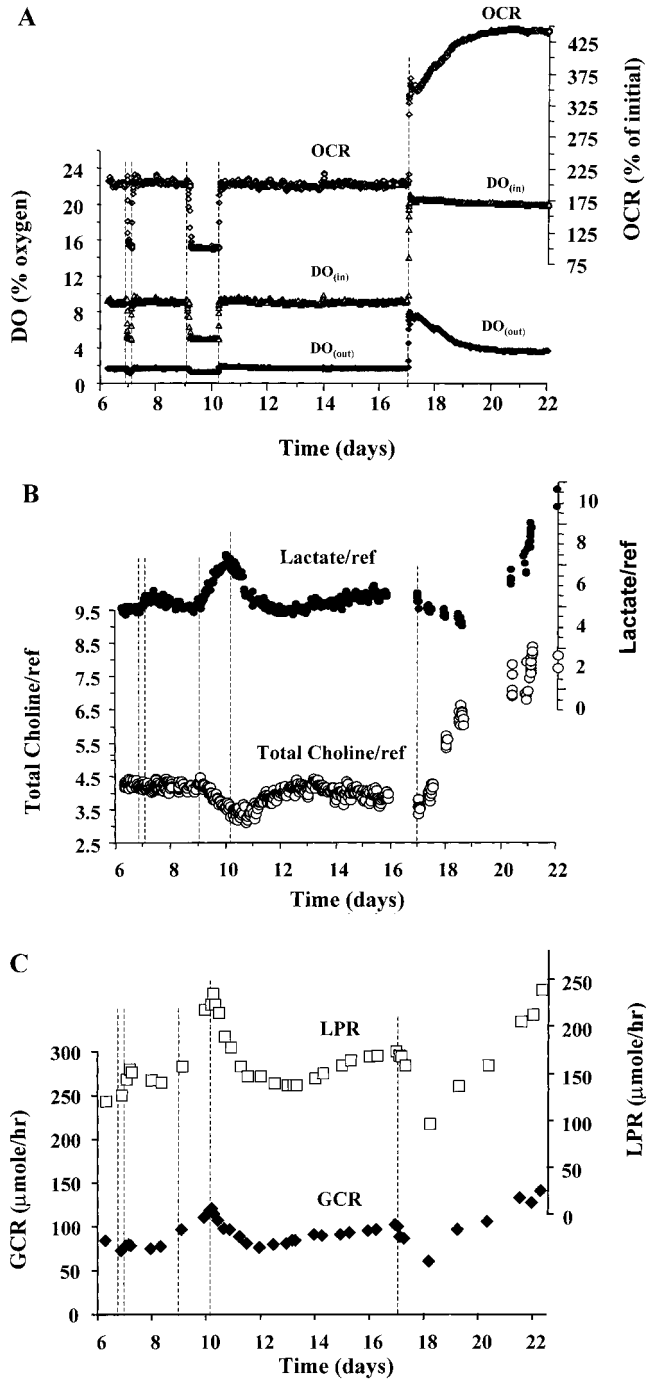 A
OCR
425
375
325
275
225
175
125
75
OCR (% of initial)
OCR
24
20
16
12
8
4
0
DO (% oxygen)
DO(in)
DO(in)
DO(out)
DO(out)
6 8 10 12 14 16 18 20 22
Time (days)
B
10
8
6
4
2
0
Lactate/ref
Lactate/ref
9.5
8.5
7.5
6.5
5.5
4.5
3.5
2.5
Total Choline/ref
Total Choline/ref
6 8 10 12 14 16 18 20 22
Time (days)
C
250
200
150
100
50
0
LPR (μmole/hr)
LPR
300
250
200
150
100
50
0
GCR (μmole/hr)
GCR
6 8 10 12 14 16 18 20 22
Time (days)